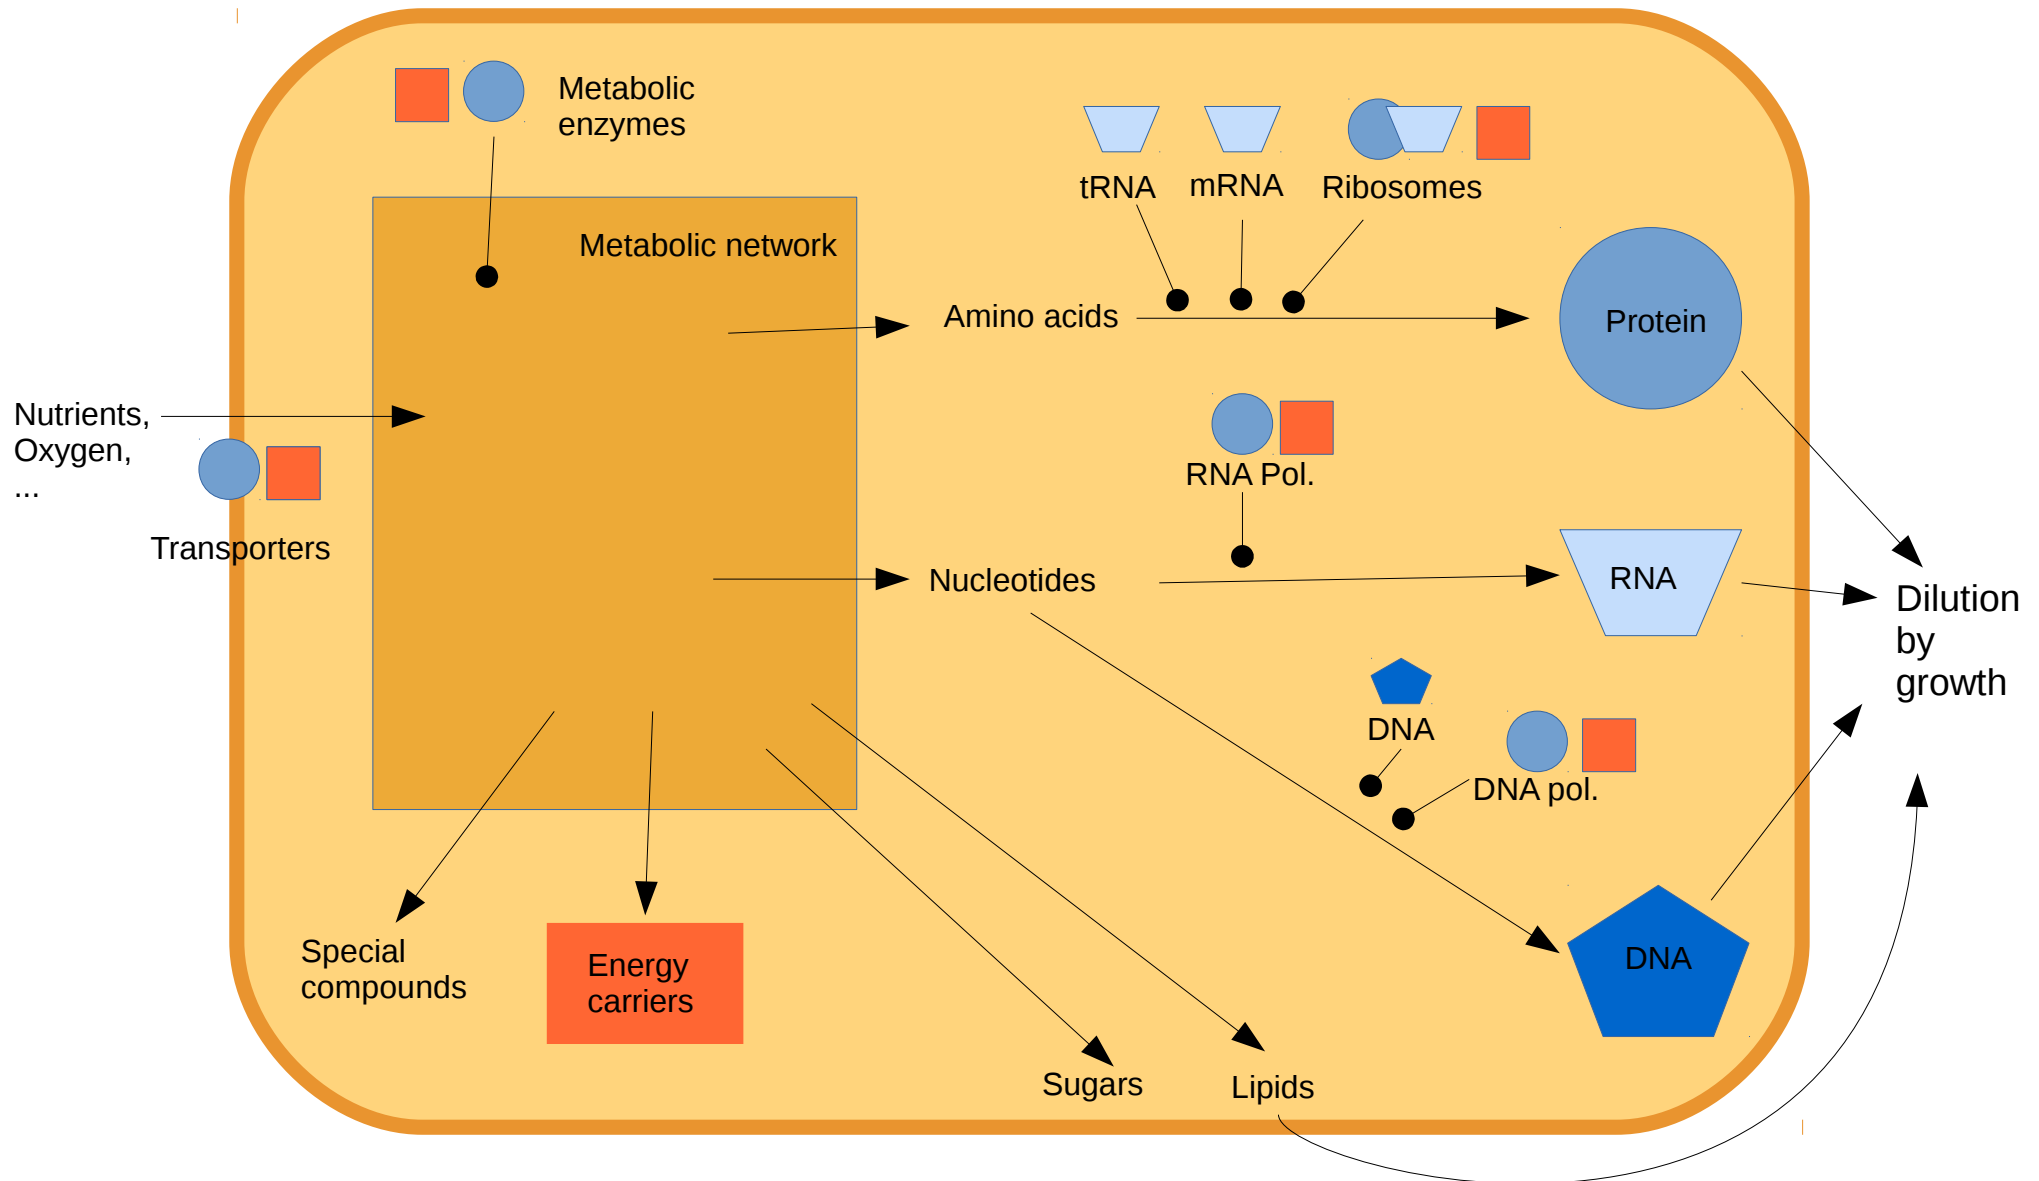 Metabolic
enzymes
tRNA
mRNA
Ribosomes
Metabolic network
Amino acids
Protein
Nutrients,
Oxygen,
...
Transporters
RNA Pol.
Nucleotides
RNA
Dilution
by
growth
DNA
DNA pol.
DNA
Special
compounds
Energy
carriers
Sugars
Lipids